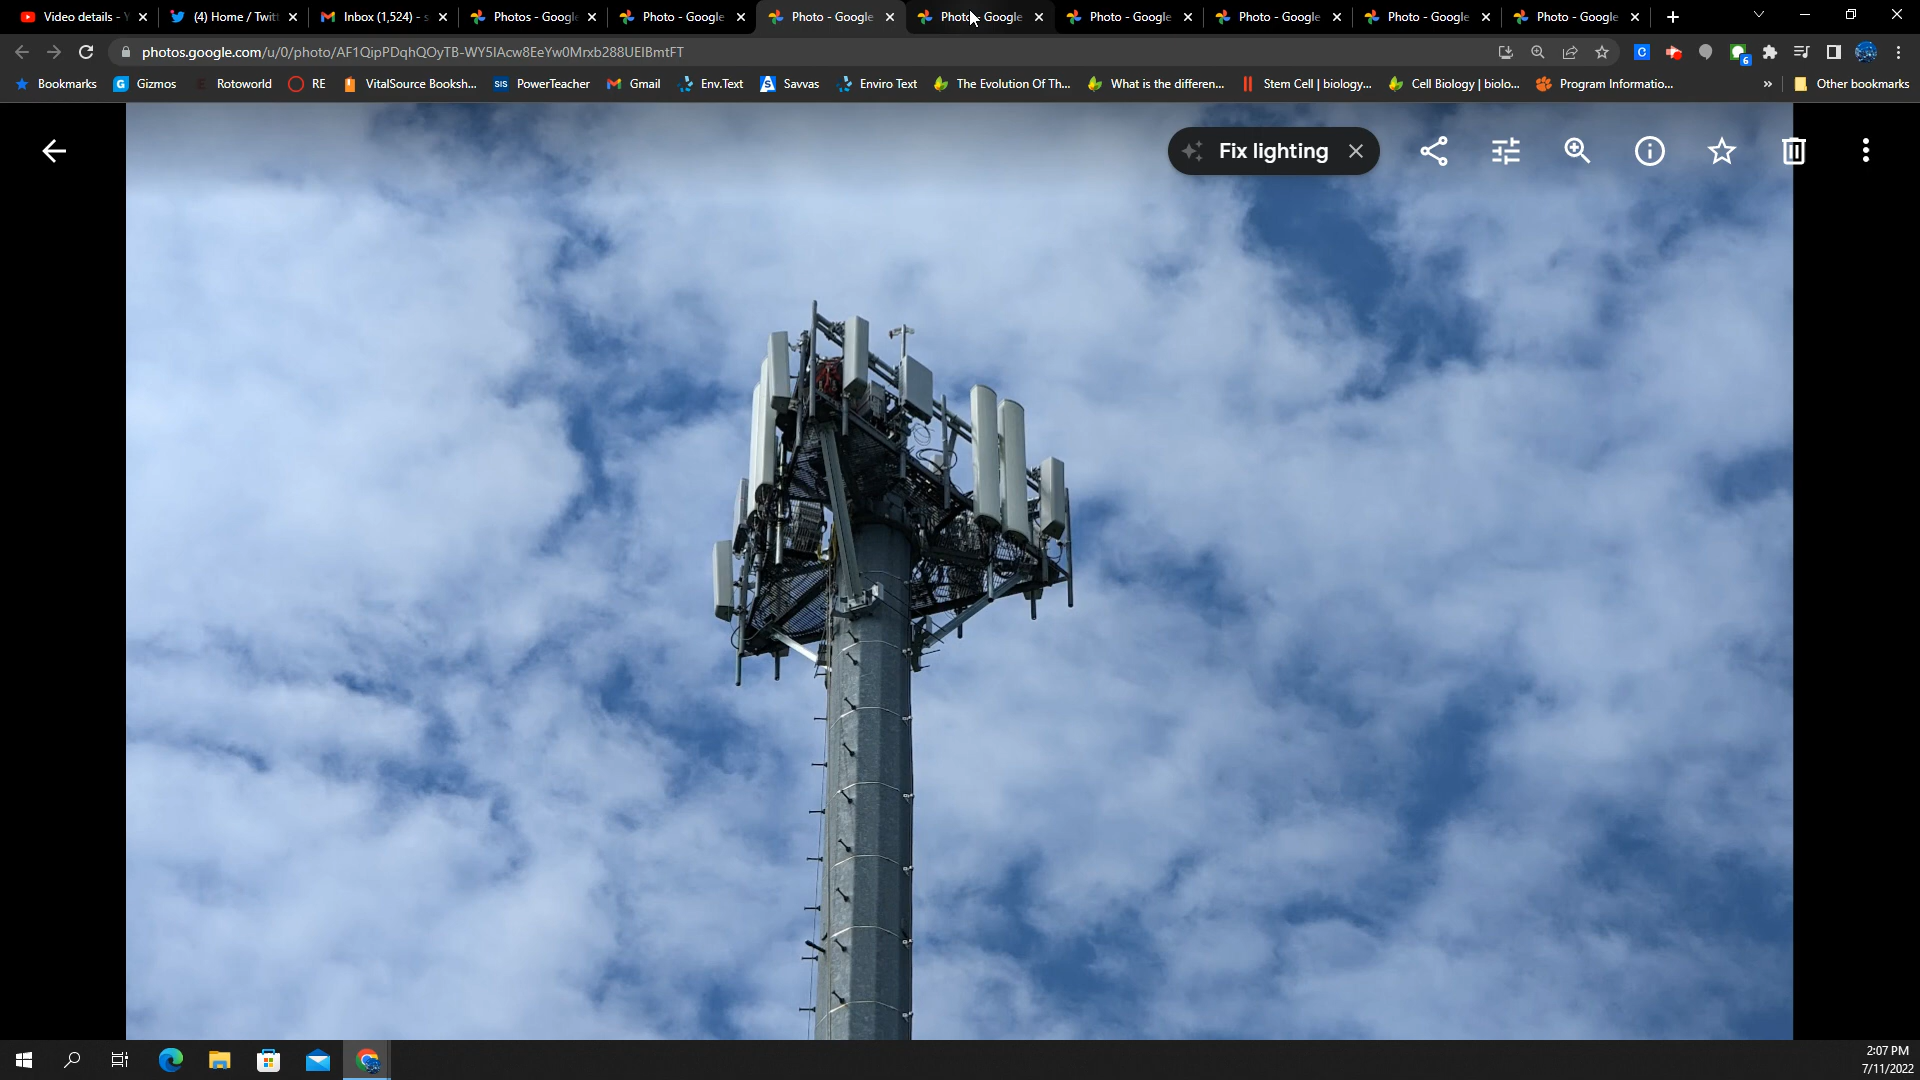 Video details - Y
(4) Home / Twitt
Inbox (1,524) - s
Photos - Google
Photo - Google
Photo - Google
Photo - Google
Photo - Google
Photo - Google
Photo - Google
Photo - Google
photos.google.com/u/0/photo/AF1QipPDqhQOyTB-WY5IAcw8EeYw0Mrxb288UEIBmtFT
6
Bookmarks
Gizmos
Rotoworld
RE
VitalSource Booksh...
SIS PowerTeacher
Gmail
Env.Text
Savvas
Enviro Text
The Evolution Of Th...
What is the differen...
Stem Cell | biology...
Cell Biology | biolo...
Program Informatio...
»
Other bookmarks
Fix lighting
2:07 PM
7/11/2022